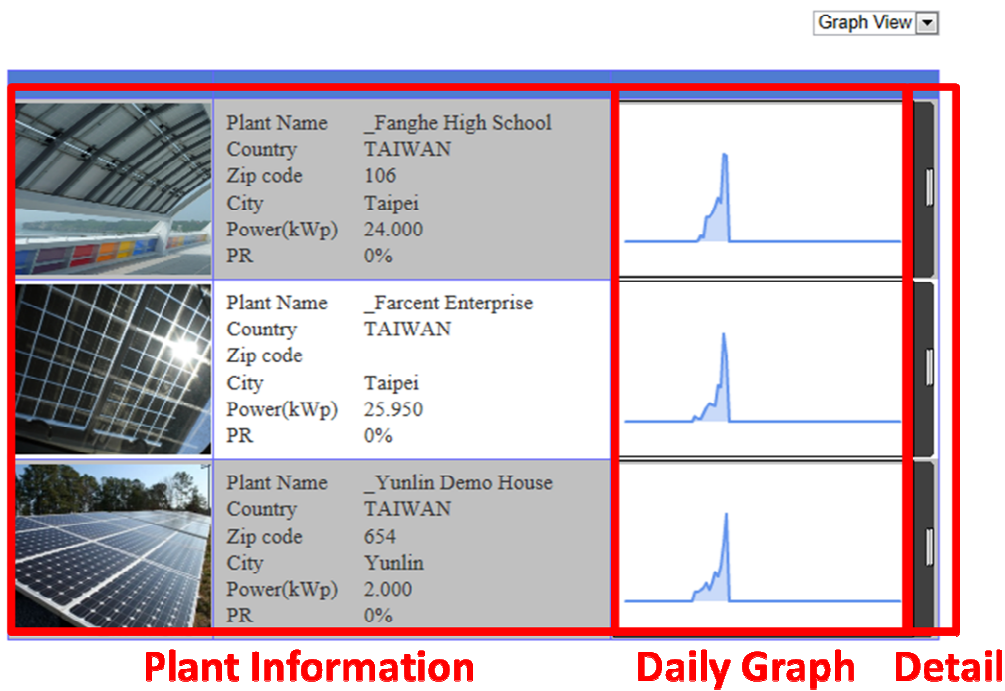 Graph View
Plant Name _Fanghe High School
Country TAIWAN
Zip code 106
City Taipei
Power(kWp) 24.000
PR 0%
Plant Name _Farcent Enterprise
Country TAIWAN
Zip code
City Taipei
Power(kWp) 25.950
PR 0%
Plant Name _Yunlin Demo House
Country TAIWAN
Zip code 654
City Yunlin
Power(kWp) 2.000
PR 0%
Plant Information Daily Graph Detail